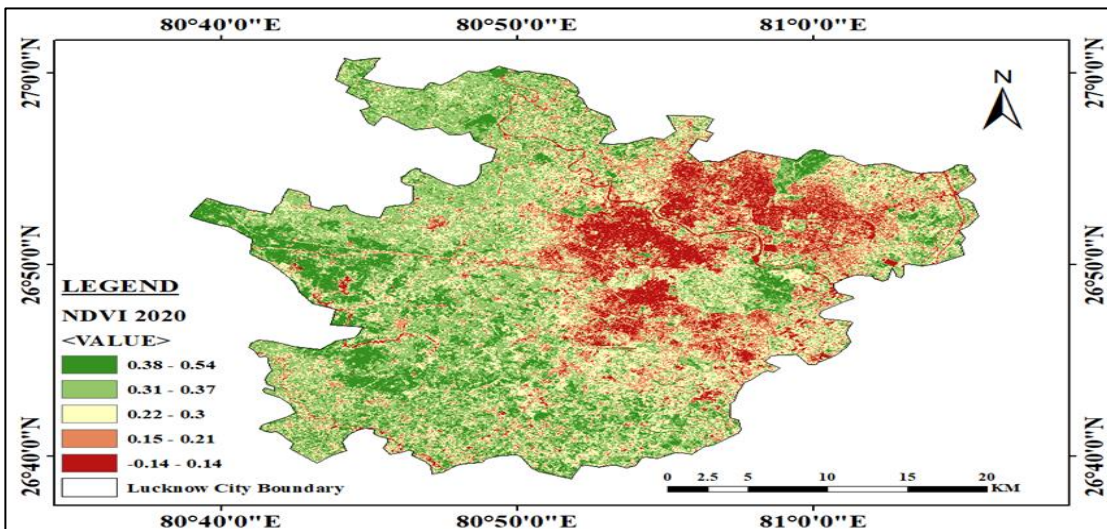 80°40'0"E 80°50'0"E 81°0'0"E
27°0'0"N 27°0'0"N
N
26°50'0"N 26°50'0"N
LEGEND
NDVI 2020
<VALUE>
0.38 - 0.54
0.31 - 0.37
0.22 - 0.3
0.15 - 0.21
-0.14 - 0.14
Lucknow City Boundary
26°40'0"N 26°40'0"N
0 2.5 5 10 15 20
KM
80°40'0"E 80°50'0"E 81°0'0"E